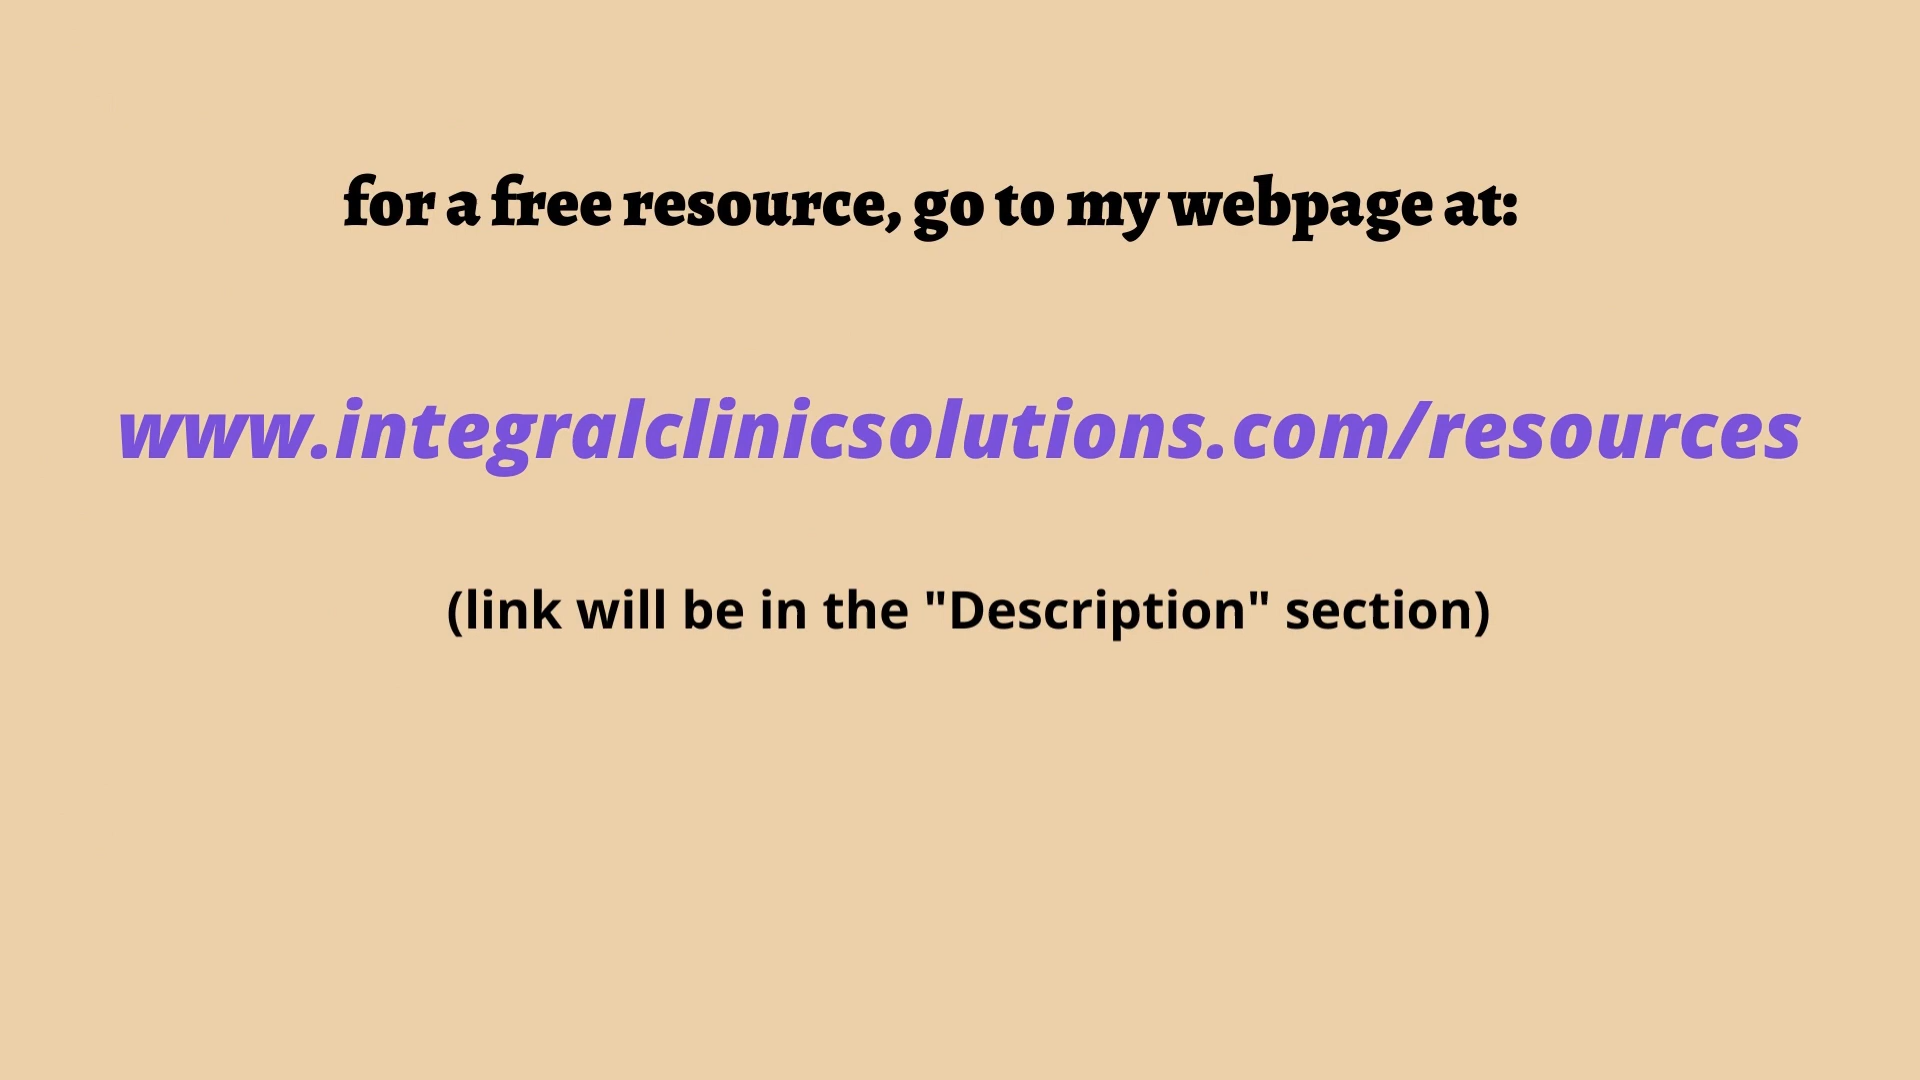 for a free resource, go to my webpage at:
www.integralclinicsolutions.com/resources
(link will be in the "Description" section)